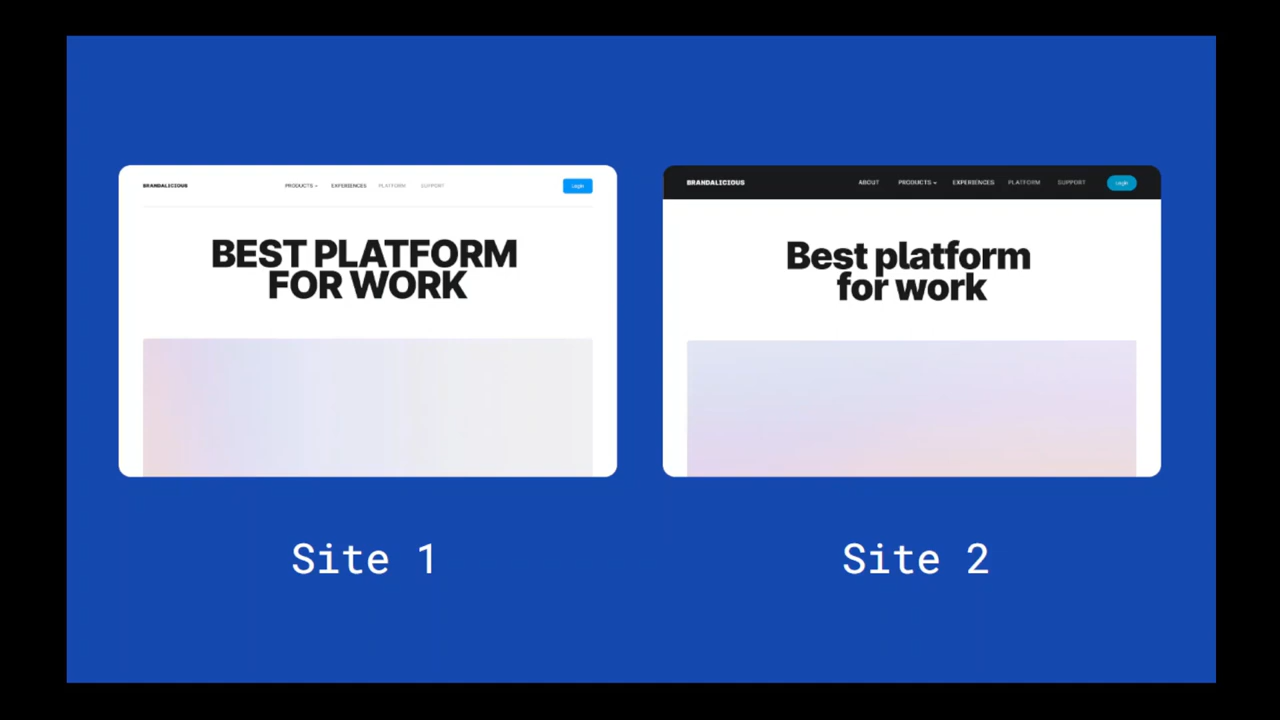 BRANDALICIOUS PRODUCTS EXPERIENCES PLATFORM SUPPORT Login
BEST PLATFORM
FOR WORK
Site 1
BRANDALICIOUS ABOUT PRODUCTS EXPERIENCES PLATFORM SUPPORT Login
Best platform
for work
Site 2